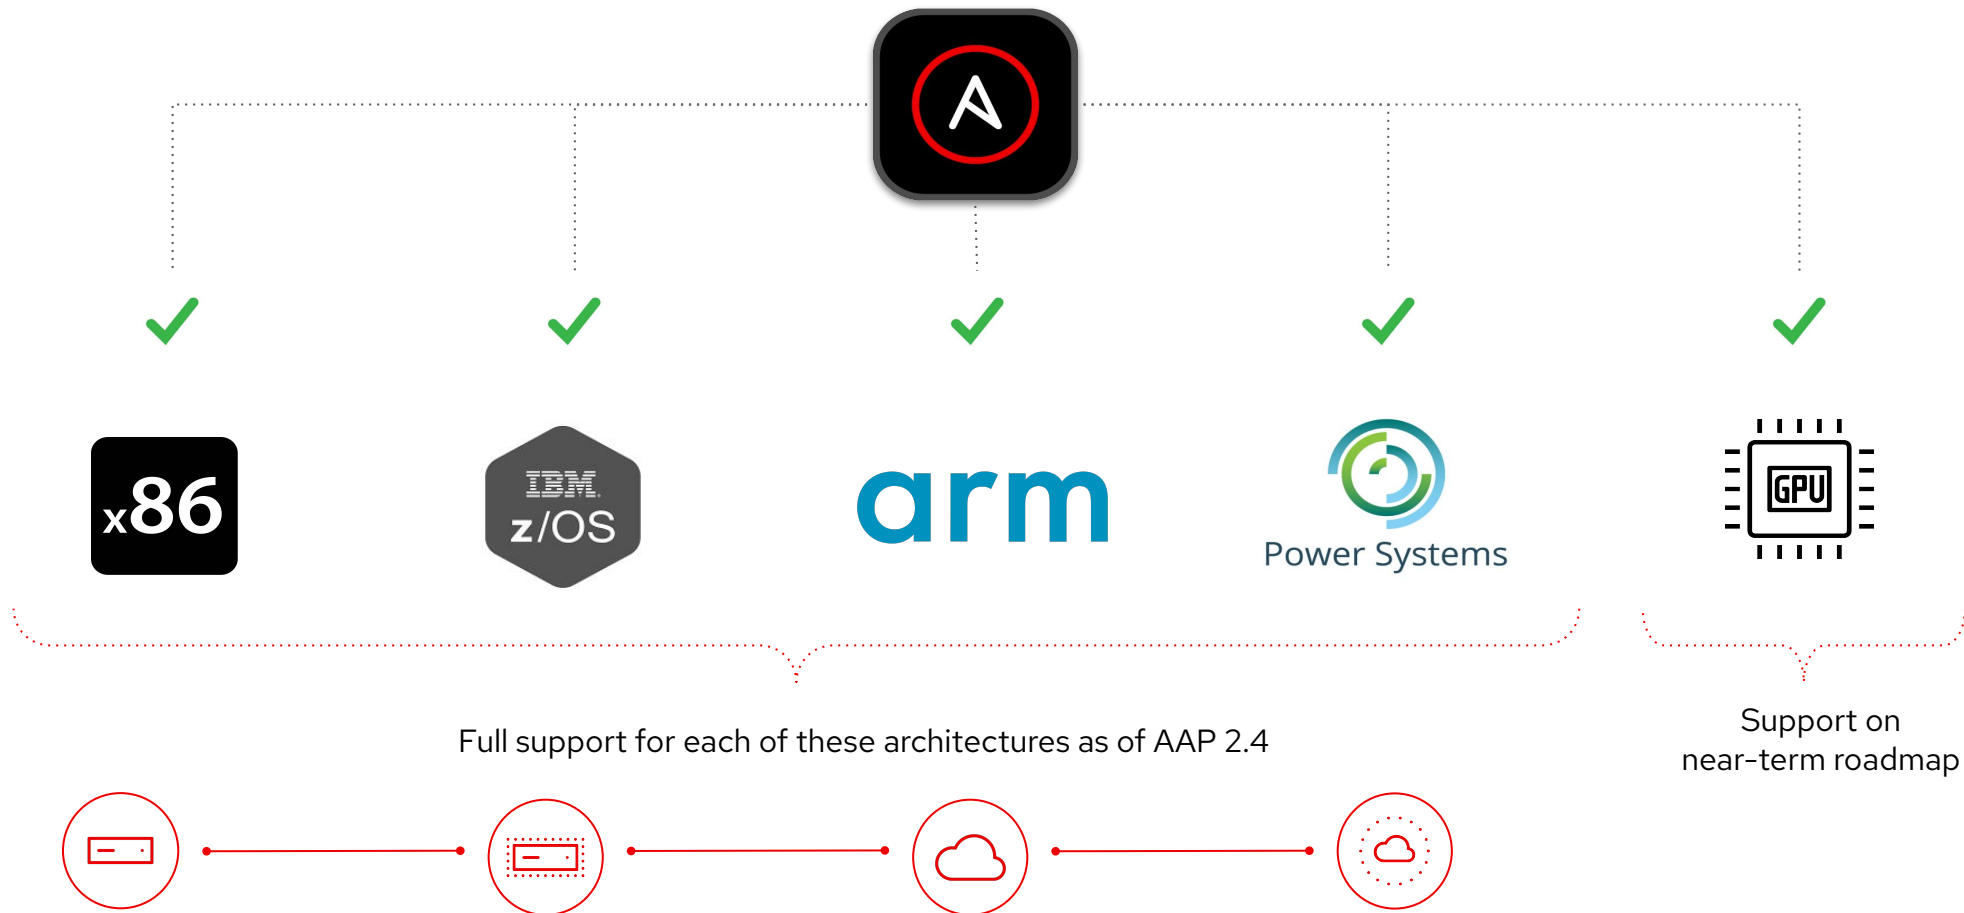 x86
IBM.
z/OS
arm
Power Systems
GPU
Full support for each of these architectures as of AAP 2.4
Support on
near-term roadmap